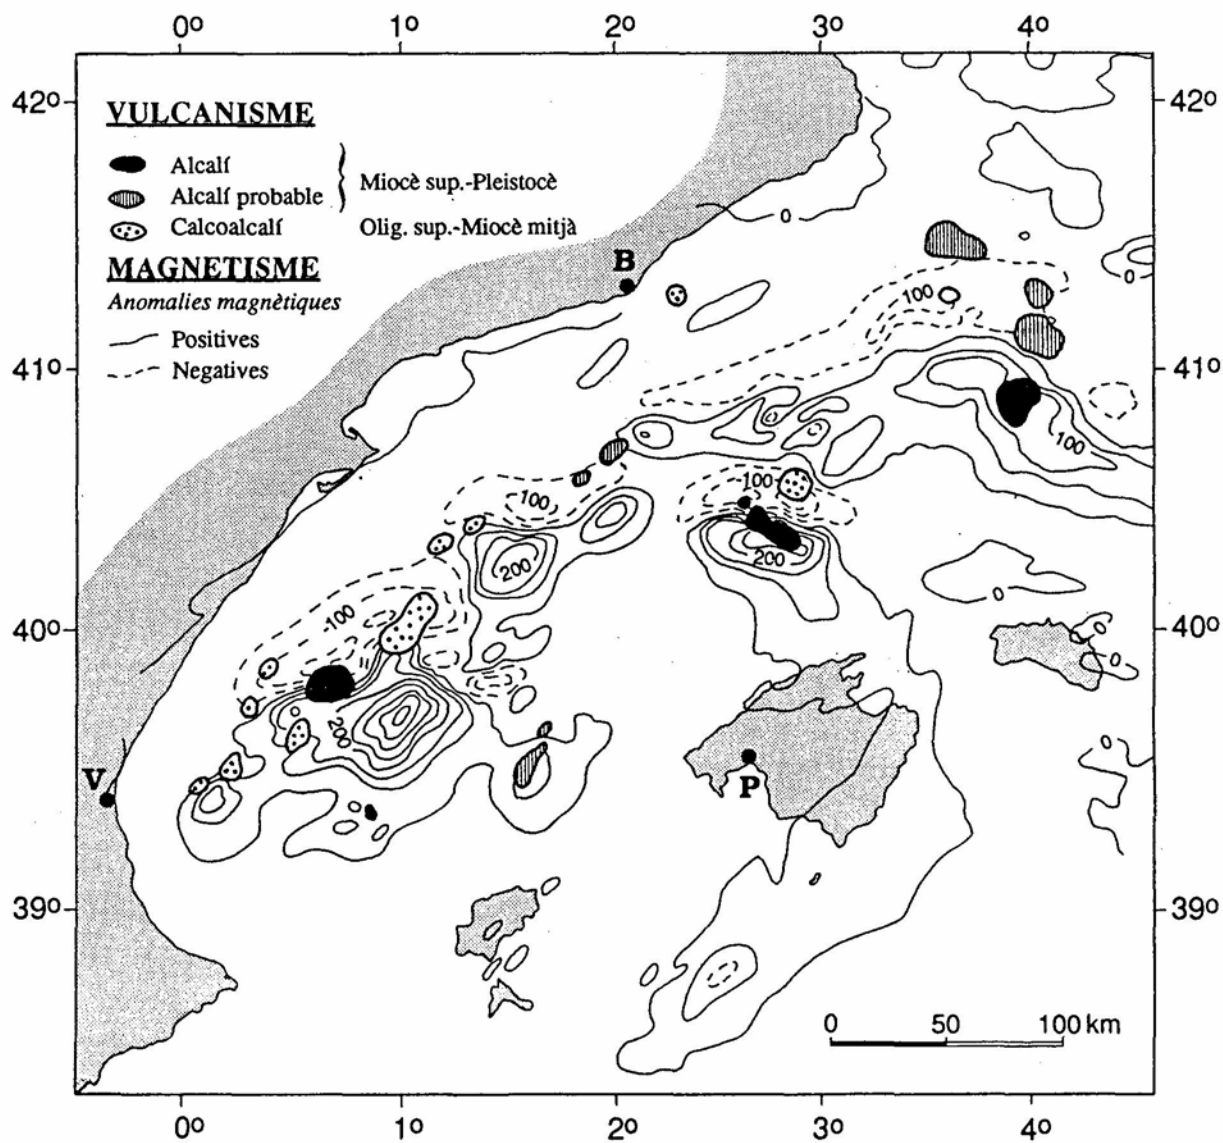 0º 1º 2º 3º 4º
42º 42º
VULCANISME
Alcalí
Alcalí probable
Miocè sup.-Pleistocè
Calcoalcalí Olig. sup.-Miocè mitjà
MAGNETISME
Anomalies magnètiques
Positives
Negatives
0
B
0
100
41º 41º
100
100
100
200
200
0
100
40º 40º
0
0
0
200
0
V
P
39º 39º
0 50 100 km
0º 1º 2º 3º 4º